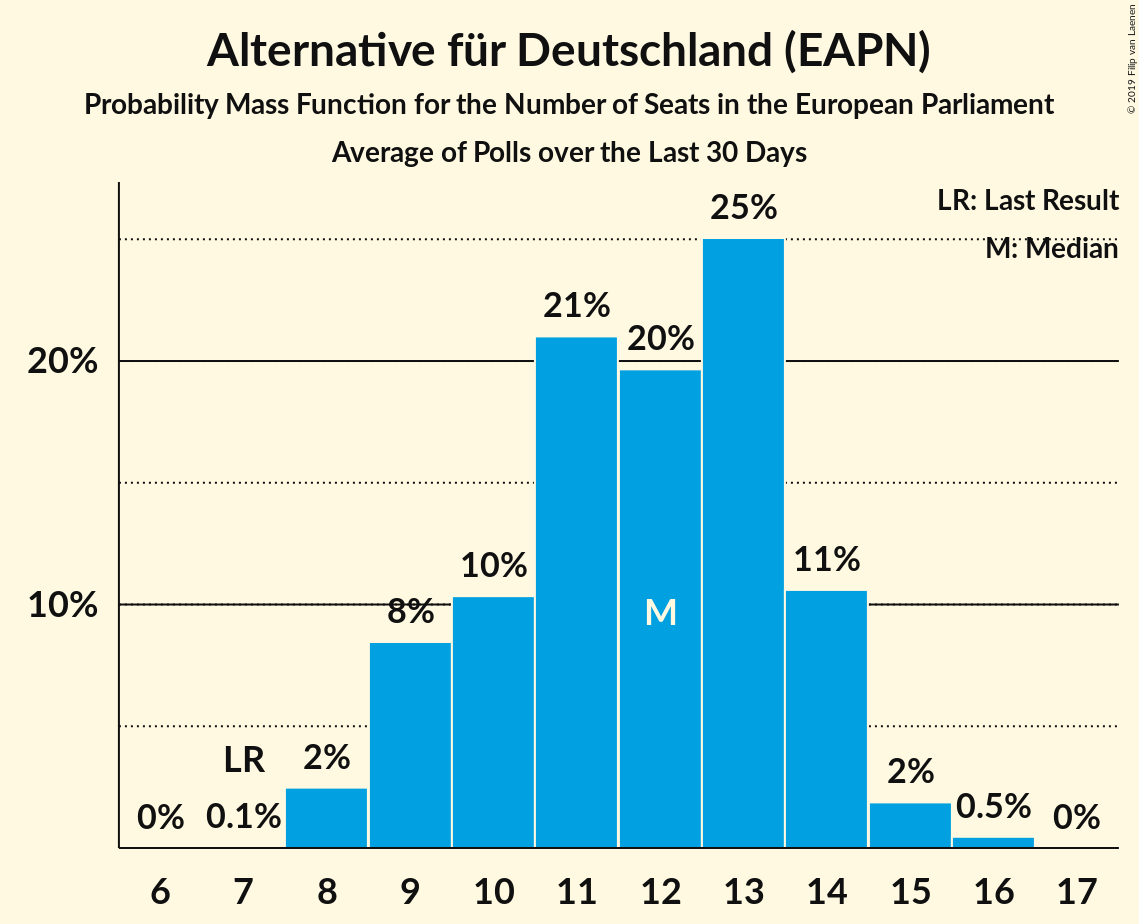 Alternative für Deutschland (EAPN)
Probability Mass Function for the Number of Seats in the European Parliament
Average of Polls over the Last 30 Days
© 2019 Filip van Laenen
LR: Last Result
M: Median
25%
21%
20%
20%
10%
11%
10%
8%
M
LR
2%
2%
0%
0.1%
0.5%
0%
6 7 8 9 10 11 12 13 14 15 16 17